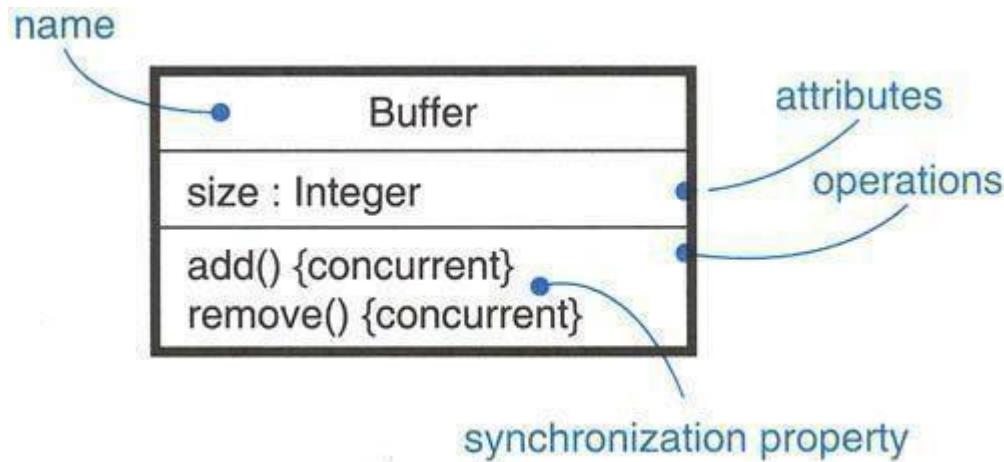 name
Buffer
attributes
size : Integer
operations
add() {concurrent}
remove() {concurrent}
synchronization property